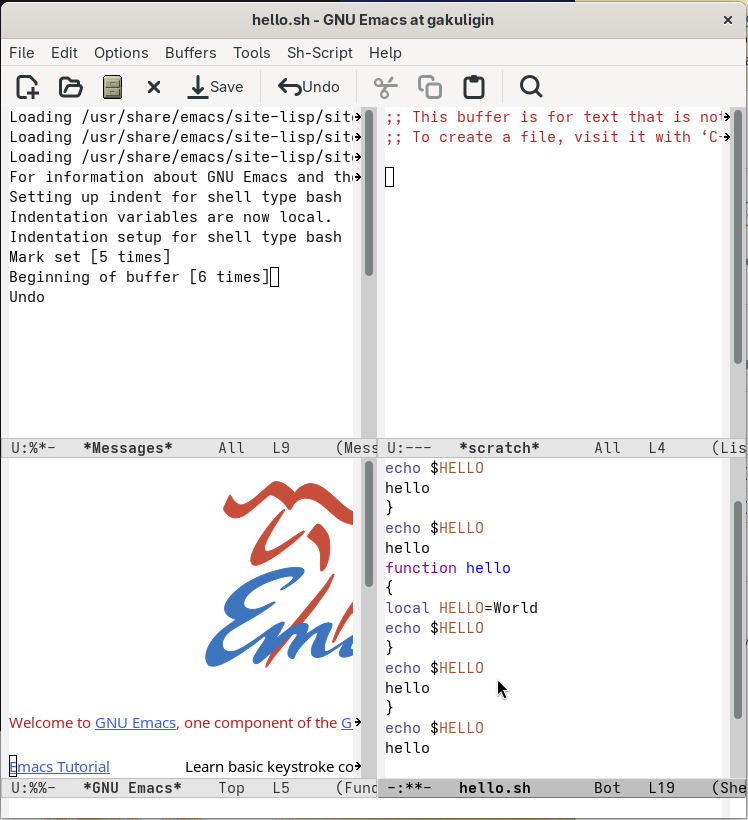 hello.sh - GNU Emacs at gakuligin
File Edit Options Buffers Tools Sh-Script Help
Save Undo
Loading /usr/share/emacs/site-lisp/sit
Loading /usr/share/emacs/site-lisp/sit
Loading /usr/share/emacs/site-lisp/sit
For information about GNU Emacs and th
Setting up indent for shell type bash
Indentation variables are now local.
Indentation setup for shell type bash
Mark set [5 times]
Beginning of buffer [6 times]
Undo
U:%*- *Messages* All L9 (Mess
;; This buffer is for text that is not
;; To create a file, visit it with ‘C-
U:--- *scratch* All L4 (Lis
Em
Welcome to GNU Emacs, one component of the G
Emacs Tutorial Learn basic keystroke co
U:%%- *GNU Emacs* Top L5 (Fund
echo $HELLO
hello
}
echo $HELLO
hello
function hello
{
local HELLO=World
echo $HELLO
}
echo $HELLO
hello
}
echo $HELLO
hello
-:**- hello.sh Bot L19 (She